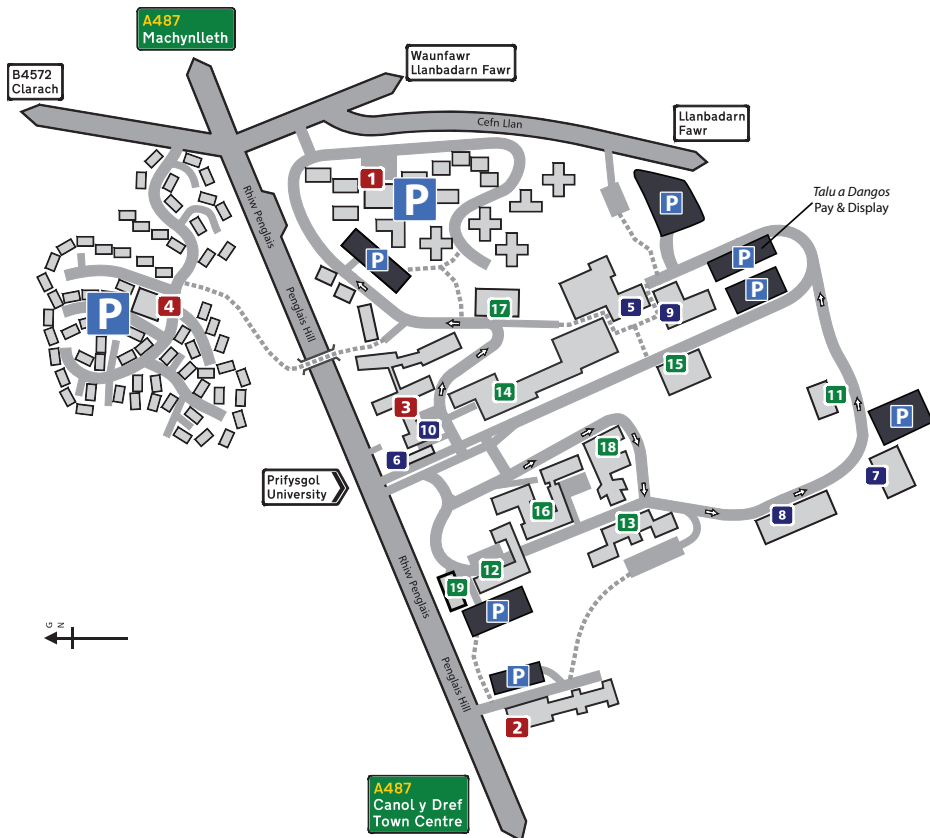 A487
Machynlleth
Waunfawr
Llanbadarn Fawr
B4572
Clarach
Cefn Llan
Llanbadarn
Fawr
Talu a Dangos
Pay & Display
1
P
P
P
P
P
Rhiw Penglais
Penglais Hill
4
P
17
5
9
15
14
3
10
6
11
P
7
8
18
16
13
12
19
P
Prifysgol
University
Rhiw Penglais
Penglais Hill
G
N
P
2
A487
Canol y Dref
Town Centre